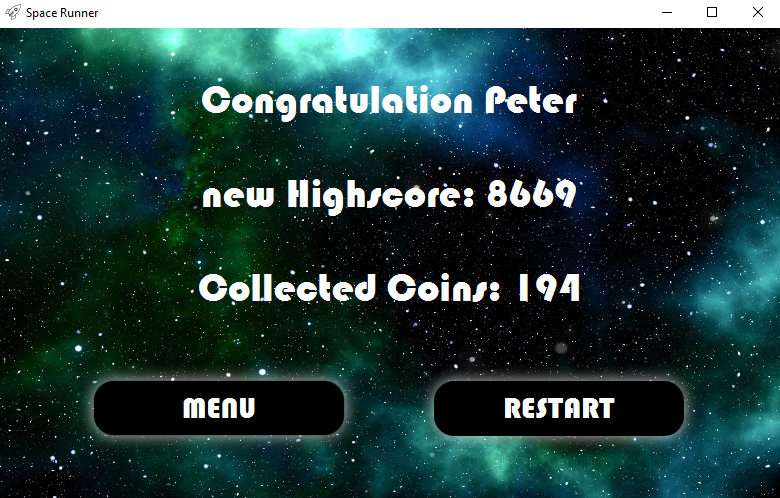 Space Runner
Congratulation Peter
new Highscore: 8669
Collected Coins: 194
MENU
RESTART